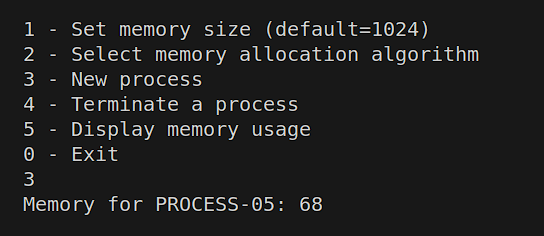 1 - Set memory size (default=1024)
2 - Select memory allocation algorithm
3 - New process
4 - Terminate a process
5 - Display memory usage
0 - Exit
3
Memory for PROCESS-05: 68